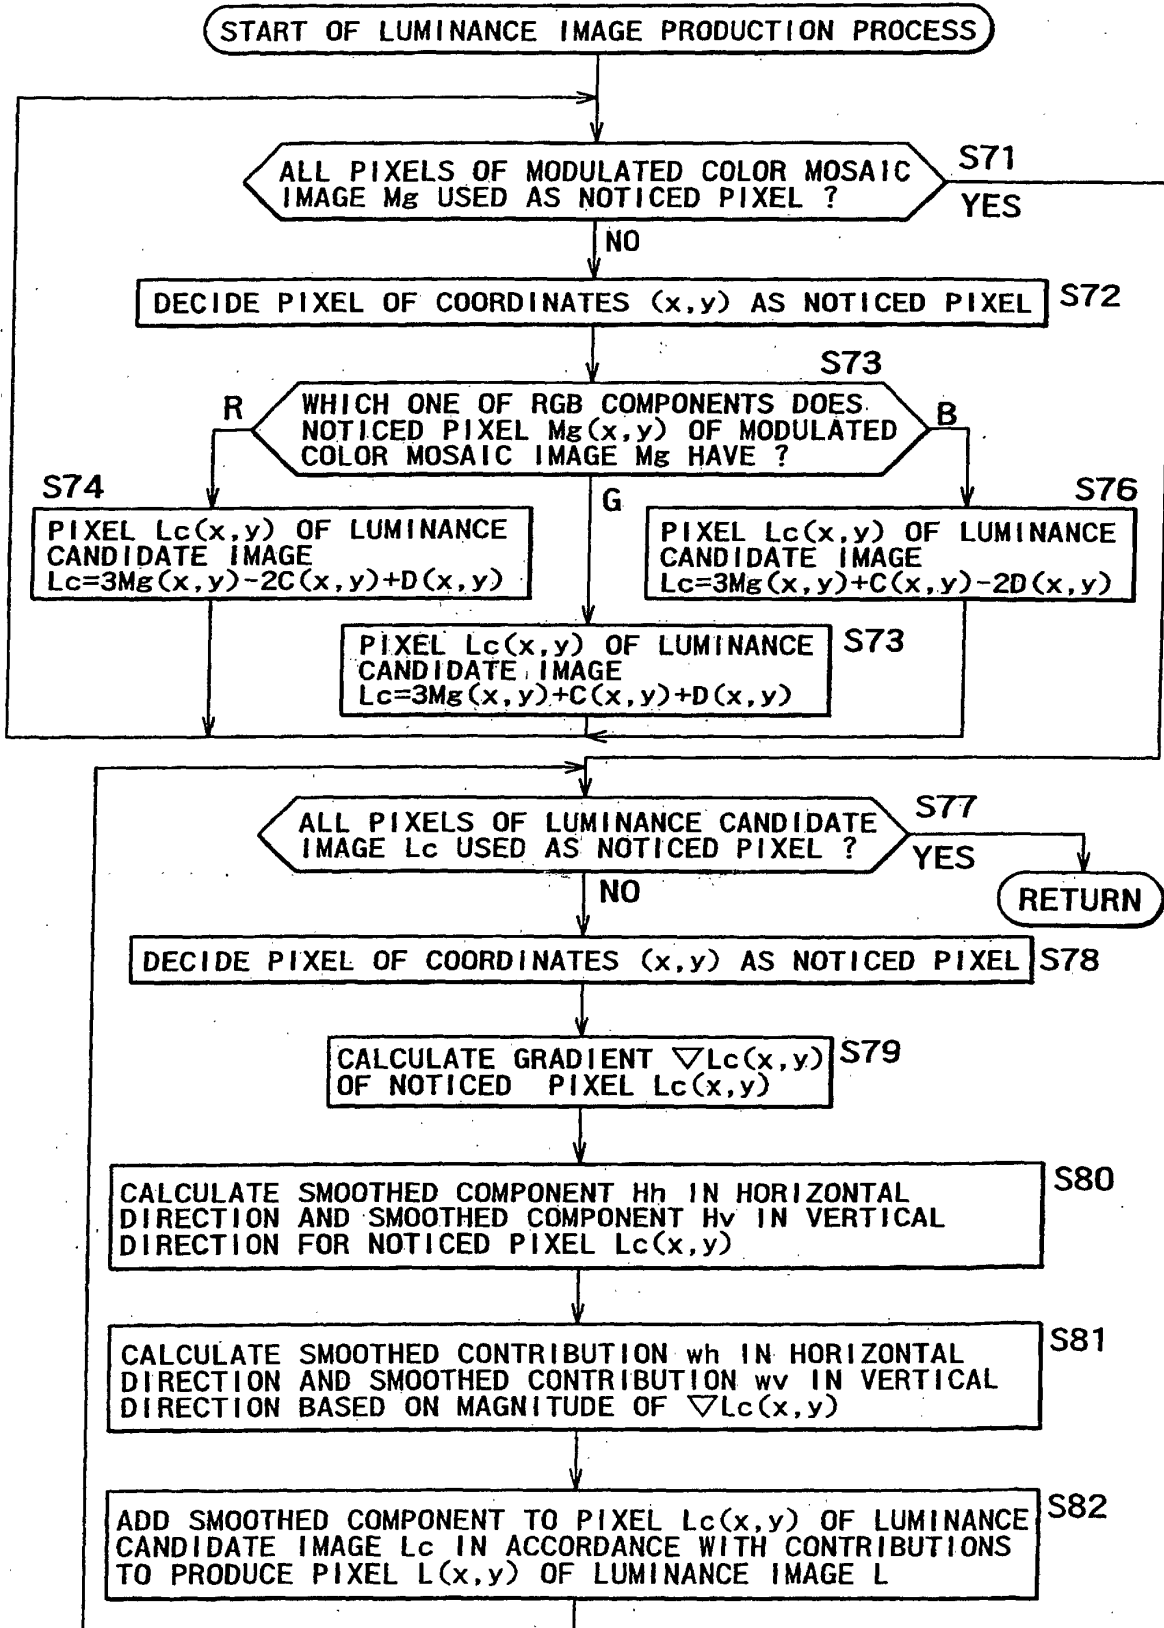 START OF LUMINANCE IMAGE PRODUCTION PROCESS
ALL PIXELS OF MODULATED COLOR MOSAIC
IMAGE Mg USED AS NOTICED PIXEL ?
S71
YES
NO
DECIDE PIXEL OF COORDINATES (x,y) AS NOTICED PIXEL
S72
S73
WHICH ONE OF RGB COMPONENTS DOES
NOTICED PIXEL Mg(x,y) OF MODULATED
COLOR MOSAIC IMAGE Mg HAVE ?
R
B
G
S74
PIXEL Lc(x,y) OF LUMINANCE
CANDIDATE IMAGE
Lc=3Mg(x,y)-2C(x,y)+D(x,y)
S76
PIXEL Lc(x,y) OF LUMINANCE
CANDIDATE IMAGE
Lc=3Mg(x,y)+C(x,y)-2D(x,y)
PIXEL Lc(x,y) OF LUMINANCE
CANDIDATE IMAGE
Lc=3Mg(x,y)+C(x,y)+D(x,y)
S73
ALL PIXELS OF LUMINANCE CANDIDATE
IMAGE Lc USED AS NOTICED PIXEL ?
S77
YES
NO
RETURN
DECIDE PIXEL OF COORDINATES (x,y) AS NOTICED PIXEL
S78
CALCULATE GRADIENT ▽Lc(x,y)
OF NOTICED PIXEL Lc(x,y)
S79
CALCULATE SMOOTHED COMPONENT Hh IN HORIZONTAL
DIRECTION AND SMOOTHED COMPONENT Hv IN VERTICAL
DIRECTION FOR NOTICED PIXEL Lc(x,y)
S80
CALCULATE SMOOTHED CONTRIBUTION wh IN HORIZONTAL
DIRECTION AND SMOOTHED CONTRIBUTION wv IN VERTICAL
DIRECTION BASED ON MAGNITUDE OF ▽Lc(x,y)
S81
ADD SMOOTHED COMPONENT TO PIXEL Lc(x,y) OF LUMINANCE
CANDIDATE IMAGE Lc IN ACCORDANCE WITH CONTRIBUTIONS
TO PRODUCE PIXEL L(x,y) OF LUMINANCE IMAGE L
S82